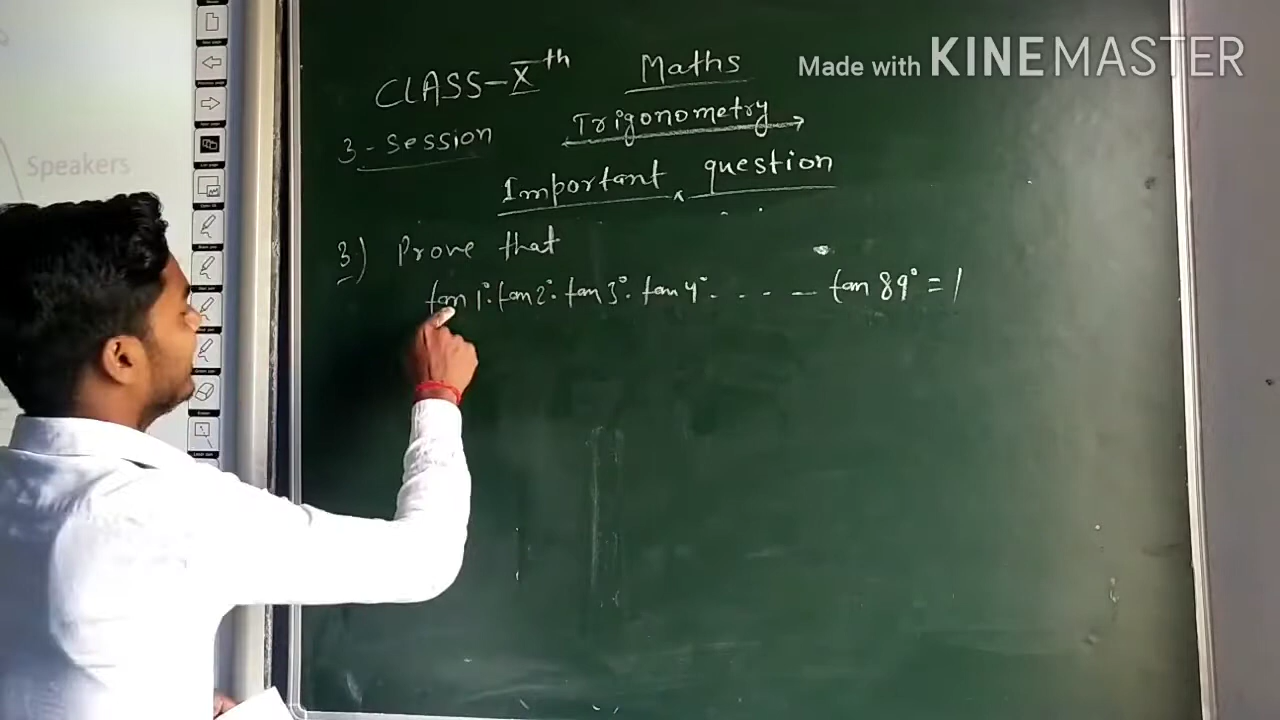 Made with KINEMASTER
CLASS-Xth Maths
3-Session Trigonometry
Important question
Speakers
3) Prove that
tan 1°. tan 2°. tan 3°. tan 4°. . . . – tan 89° = 1